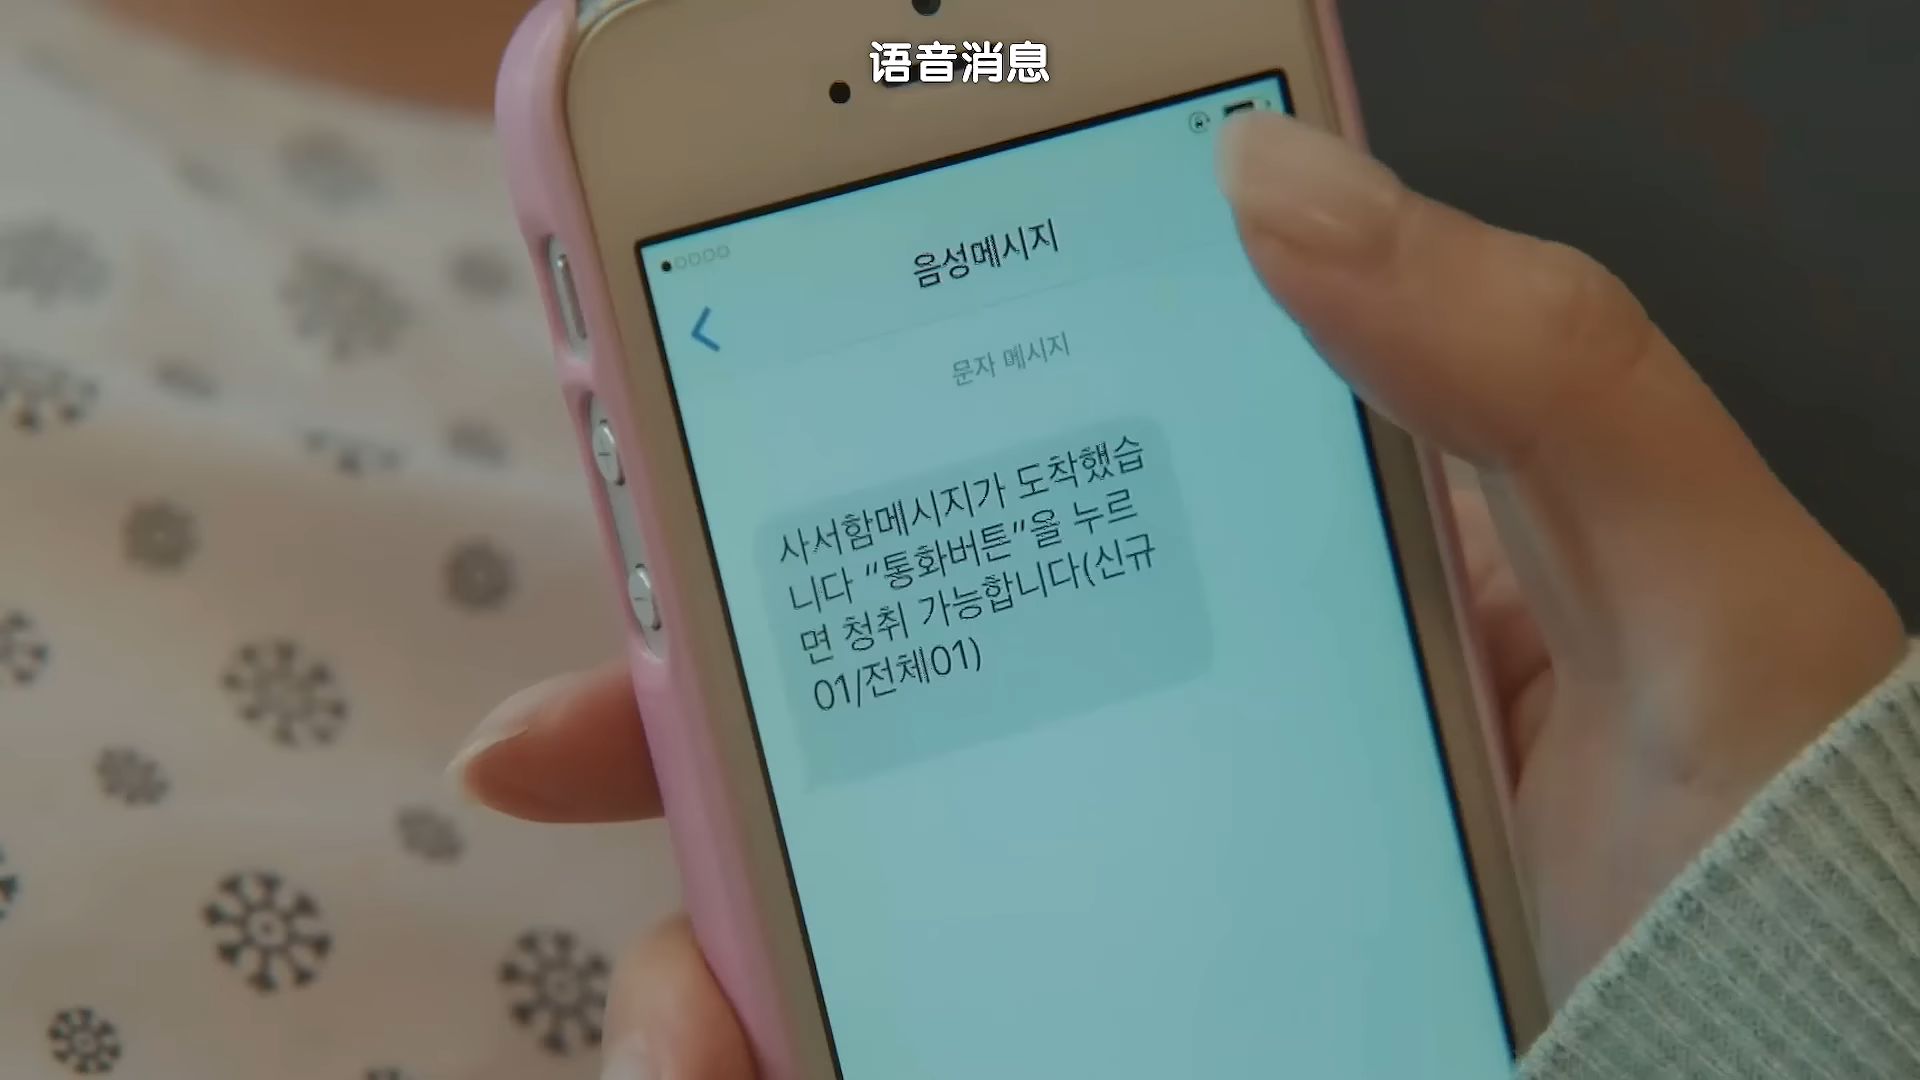 语音消息
음성메시지
문자 메시지
사서함메시지가 도착했습
니다 “통화버튼”을 누르
면 청취 가능합니다(신규
01/전체01)